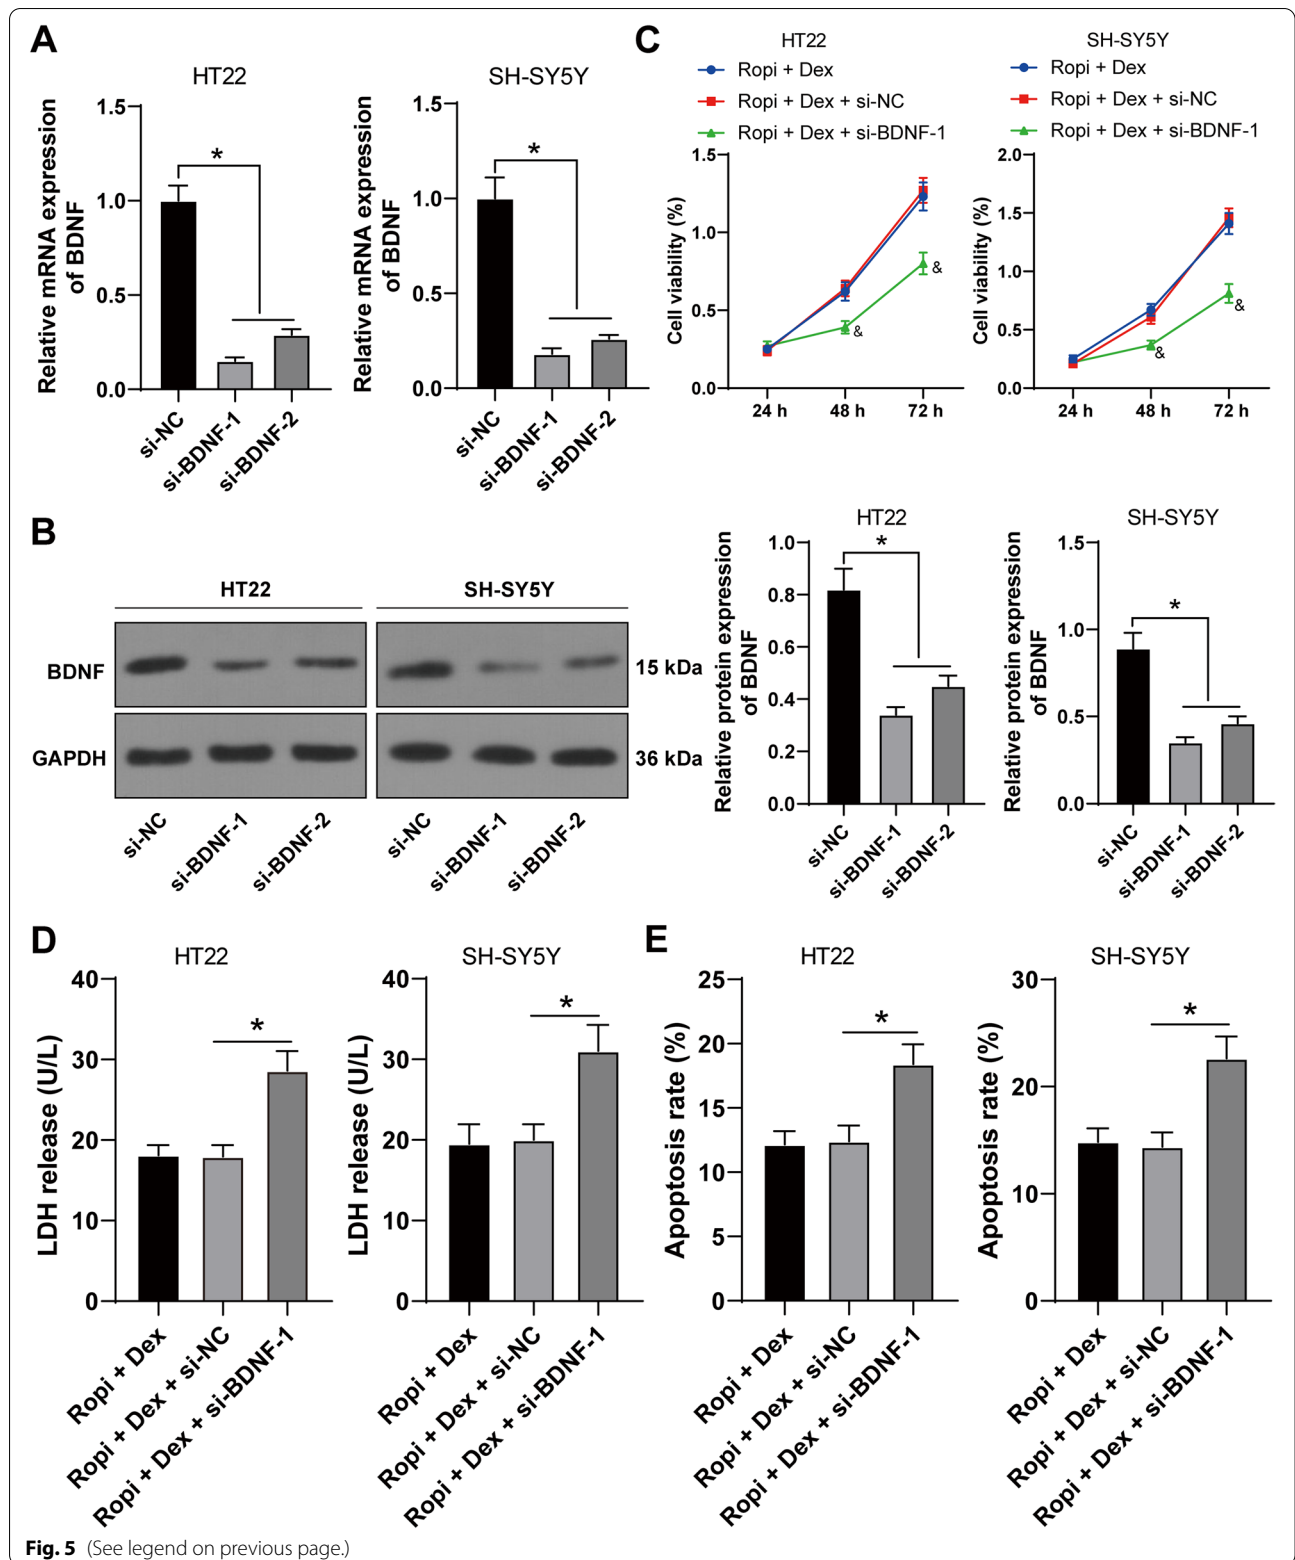 A
HT22
Relative mRNA expression
of BDNF
1.5
1.0
0.5
0.0
*
si-NC
si-BDNF-1
si-BDNF-2
SH-SY5Y
Relative mRNA expression
of BDNF
1.5
1.0
0.5
0.0
*
si-NC
si-BDNF-1
si-BDNF-2
C
HT22
Ropi + Dex
Ropi + Dex + si-NC
Ropi + Dex + si-BDNF-1
Cell viability (%)
1.5
1.0
0.5
0.0
&
&
24 h
48 h
72 h
SH-SY5Y
Ropi + Dex
Ropi + Dex + si-NC
Ropi + Dex + si-BDNF-1
Cell viability (%)
2.0
1.5
1.0
0.5
0.0
&
&
24 h
48 h
72 h
B
HT22
SH-SY5Y
BDNF
15 kDa
GAPDH
36 kDa
si-NC
si-BDNF-1
si-BDNF-2
si-NC
si-BDNF-1
si-BDNF-2
HT22
Relative protein expression
of BDNF
1.0
0.8
0.6
0.4
0.2
0.0
*
si-NC
si-BDNF-1
si-BDNF-2
SH-SY5Y
Relative protein expression
of BDNF
1.5
1.0
0.5
0.0
*
si-NC
si-BDNF-1
si-BDNF-2
D
HT22
LDH release (U/L)
40
30
20
10
0
*
Ropi + Dex
Ropi + Dex + si-NC
Ropi + Dex + si-BDNF-1
SH-SY5Y
LDH release (U/L)
40
30
20
10
0
*
Ropi + Dex
Ropi + Dex + si-NC
Ropi + Dex + si-BDNF-1
E
HT22
Apoptosis rate (%)
25
20
15
10
5
0
*
Ropi + Dex
Ropi + Dex + si-NC
Ropi + Dex + si-BDNF-1
SH-SY5Y
Apoptosis rate (%)
30
20
10
0
*
Ropi + Dex
Ropi + Dex + si-NC
Ropi + Dex + si-BDNF-1
Fig. 5 (See legend on previous page.)